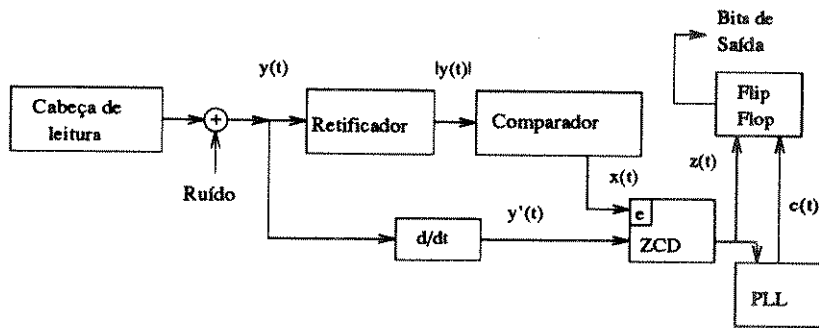 Bits de
Saída
y(t)
|y(t)|
Cabeça de
leitura
+
Retificador
Comparador
Flip
Flop
Ruído
x(t)
z(t)
c(t)
d/dt
y'(t)
e
ZCD
PLL